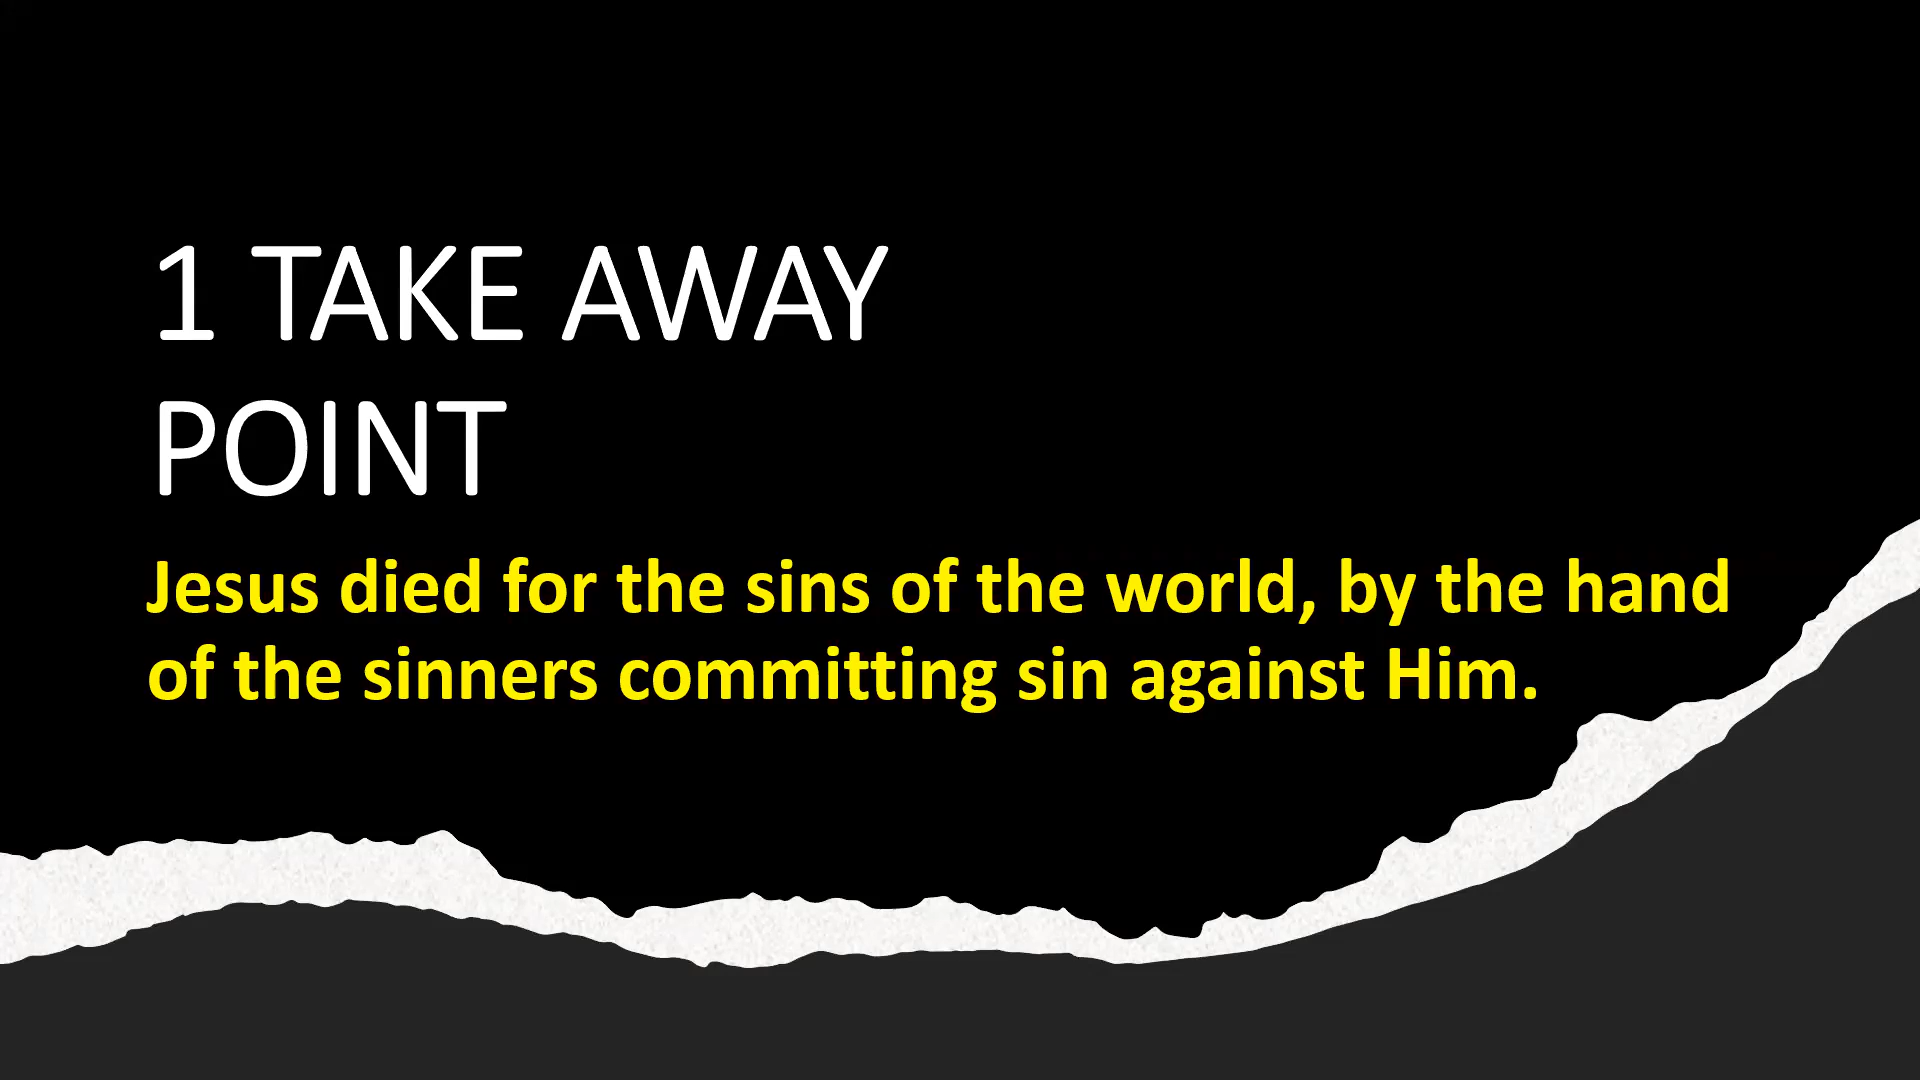 1 TAKE AWAY
POINT
Jesus died for the sins of the world, by the hand
of the sinners committing sin against Him.